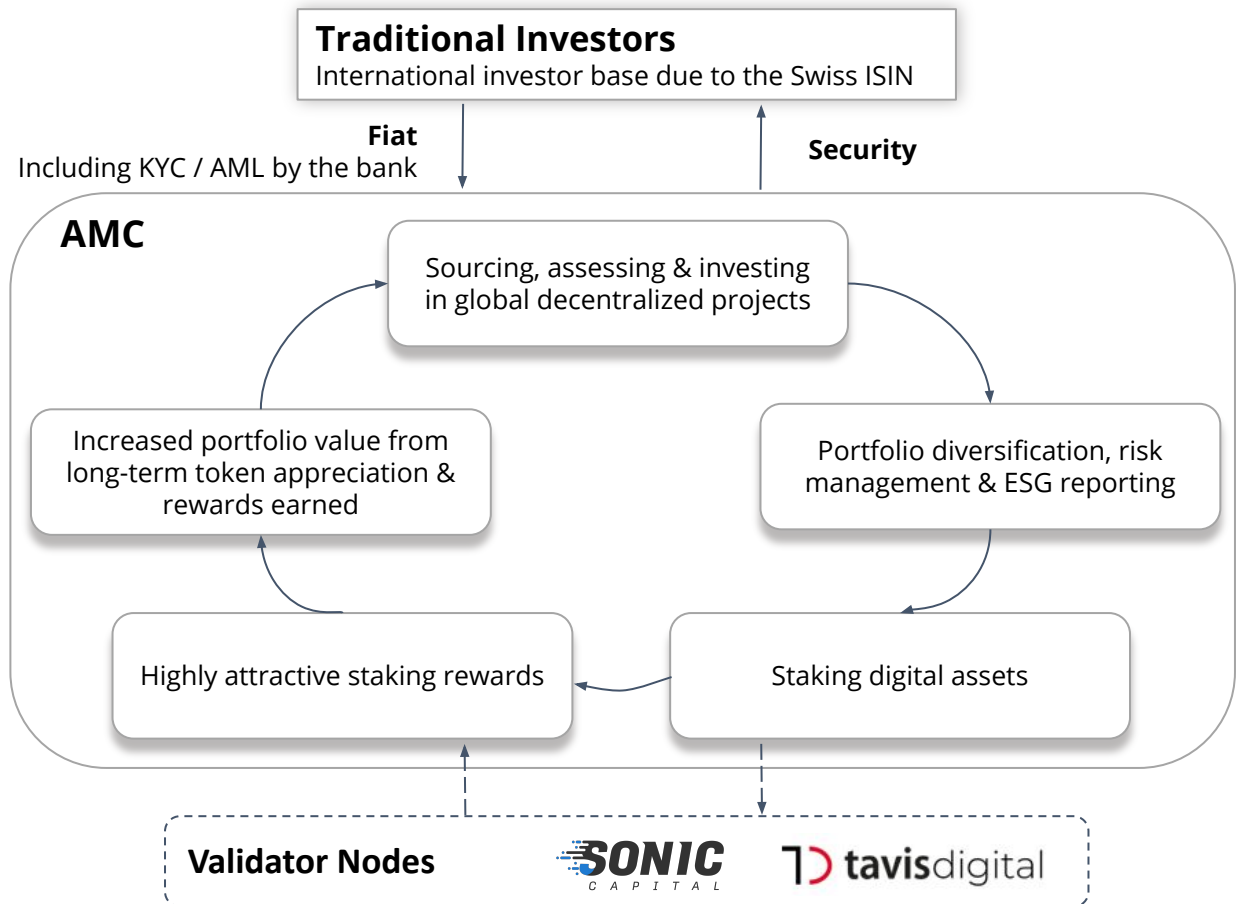 Traditional Investors
International investor base due to the Swiss ISIN
Fiat
Including KYC / AML by the bank
Security
AMC
Sourcing, assessing & investing
in global decentralized projects
Increased portfolio value from
long-term token appreciation &
rewards earned
Portfolio diversification, risk
management & ESG reporting
Highly attractive staking rewards
Staking digital assets
Validator Nodes
SONIC
CAPITAL
tavisdigital